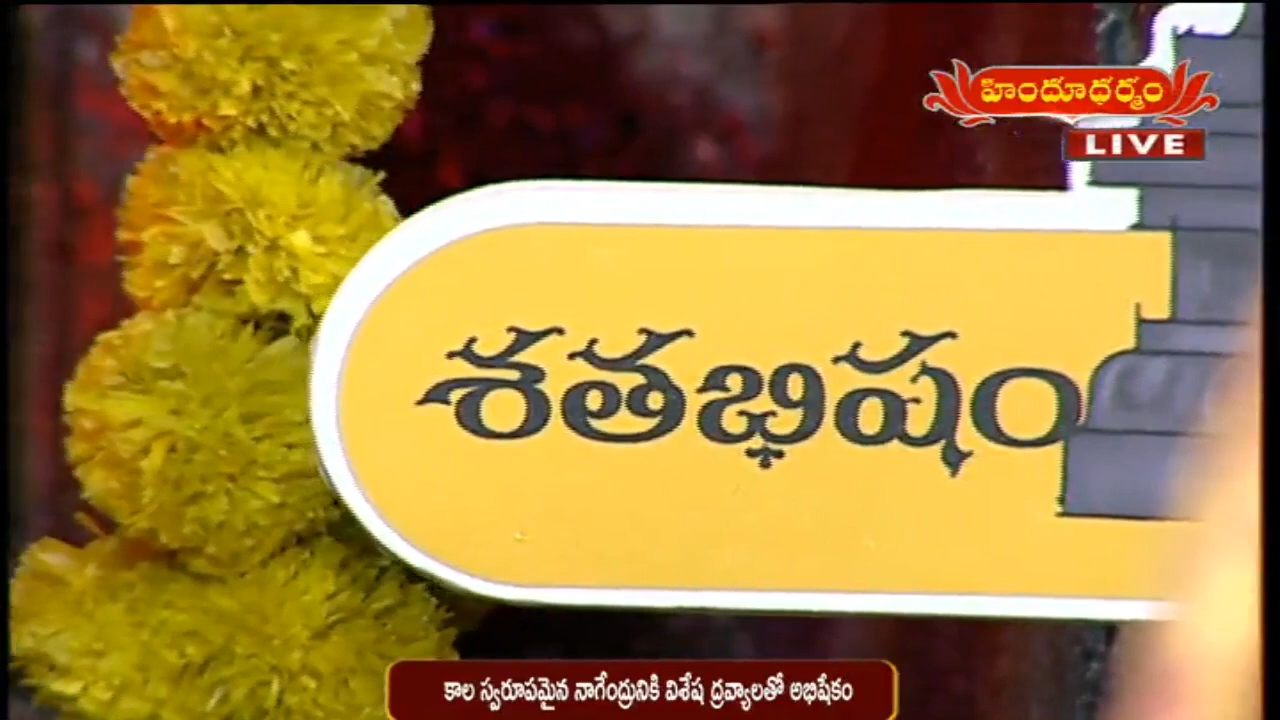 హిందూధర్మం
LIVE
శతభిషం
కాల స్వరూపమైన నాగేంద్రునికి విశేష ద్రవ్యాలతో అభిషేకం